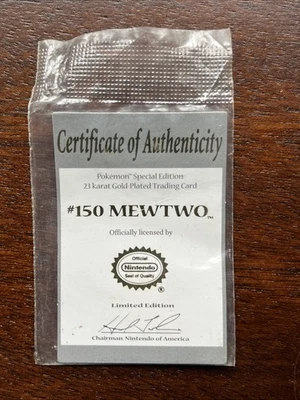 Certificate of Authenticity
Pokemon™ Special Edition
23 karat Gold-Plated Trading Card
#150 MEWTWO™
Officially licensed by
Official
Nintendo
Seal of Quality
®
Limited Edition
Chairman, Nintendo of America